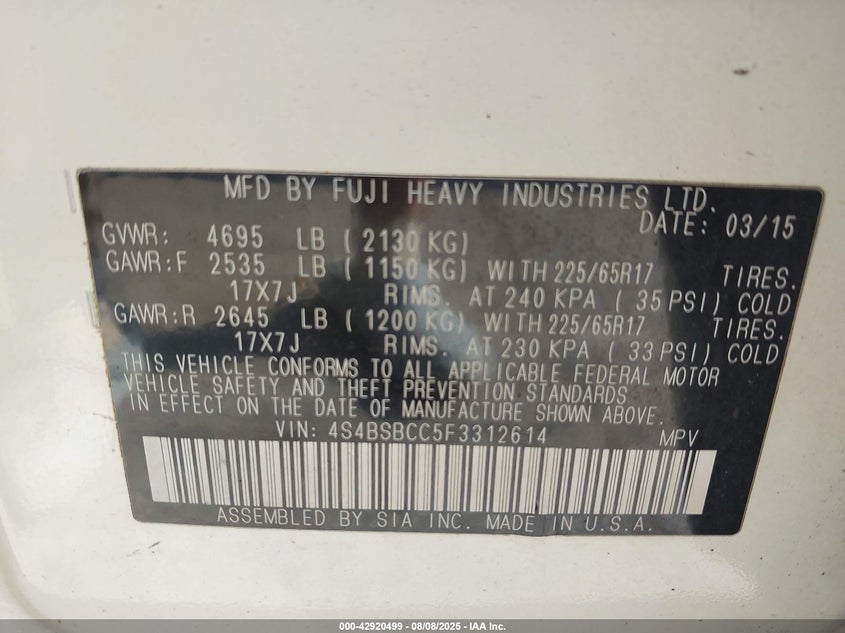 MFD BY FUJI HEAVY INDUSTRIES LTD.
DATE: 03/15
GVWR: 4695 LB ( 2130 KG)
GAWR:F 2535 LB ( 1150 KG) WITH 225/65R17 TIRES.
17X7J RIMS. AT 240 KPA ( 35 PSI) COLD
GAWR:R 2645 LB ( 1200 KG) WITH 225/65R17 TIRES.
17X7J RIMS. AT 230 KPA ( 33 PSI) COLD
THIS VEHICLE CONFORMS TO ALL APPLICABLE FEDERAL MOTOR
VEHICLE SAFETY AND THEFT PREVENTION STANDARDS
IN EFFECT ON THE DATE OF MANUFACTURE SHOWN ABOVE.
VIN: 4S4BSBCC5F3312614 MPV
ASSEMBLED BY SIA INC. MADE IN U.S.A.
000-42920499 - 08/08/2025 - IAA Inc.